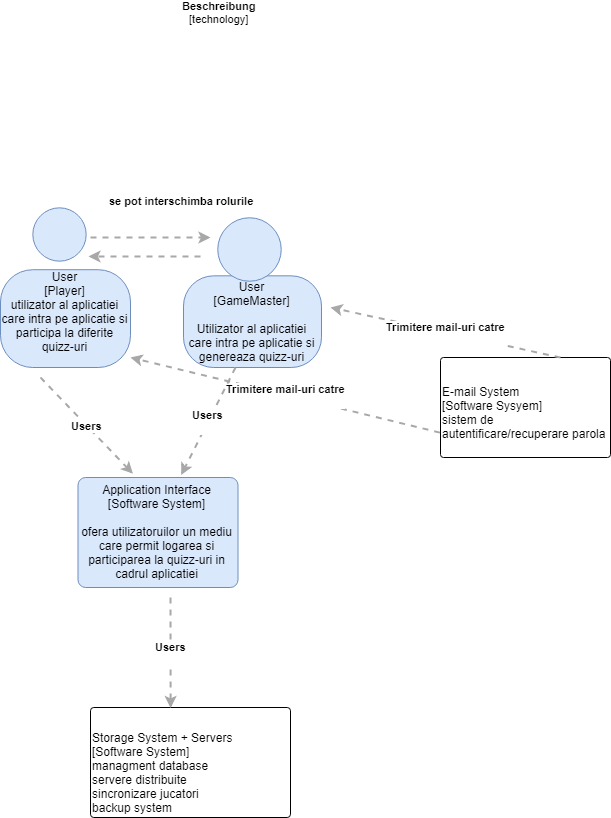 Beschreibung
[technology]
se pot interschimba rolurile
User
[Player]
utilizator al aplicatiei
care intra pe aplicatie si
participa la diferite
quizz-uri
User
[GameMaster]
Utilizator al aplicatiei
care intra pe aplicatie si
genereaza quizz-uri
Trimitere mail-uri catre
Trimitere mail-uri catre
E-mail System
[Software Sysyem]
sistem de
autentificare/recuperare parola
Users
Users
Application Interface
[Software System]
ofera utilizatoruilor un mediu
care permit logarea si
participarea la quizz-uri in
cadrul aplicatiei
Users
Storage System + Servers
[Software System]
managment database
servere distribuite
sincronizare jucatori
backup system